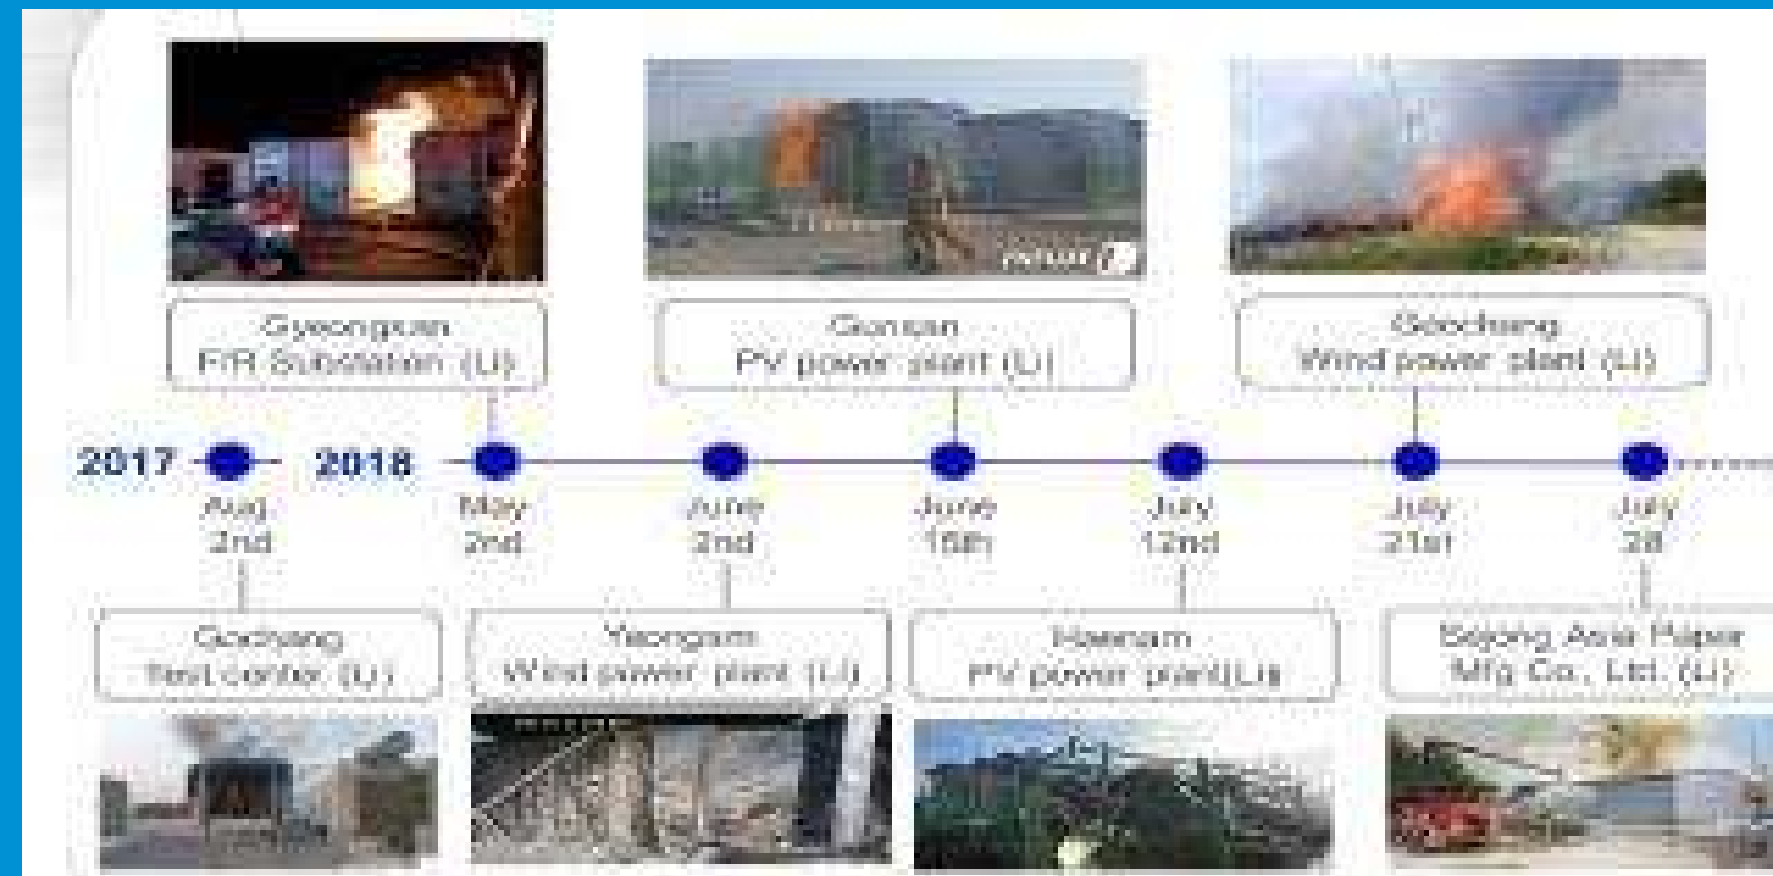 Gyeongsan
F/R Substation (Li)
Gunsan
PV power plant (Li)
Geochang
Wind power plant (Li)
2017
2018
Aug
2nd
May
2nd
June
2nd
June
15th
July
12nd
July
21st
July
28
Gochang
Test center (Li)
Yeongam
Wind power plant (Li)
Haenam
PV power plant(Li)
Sejong Asia Paper
Mfg Co., Ltd. (Li)